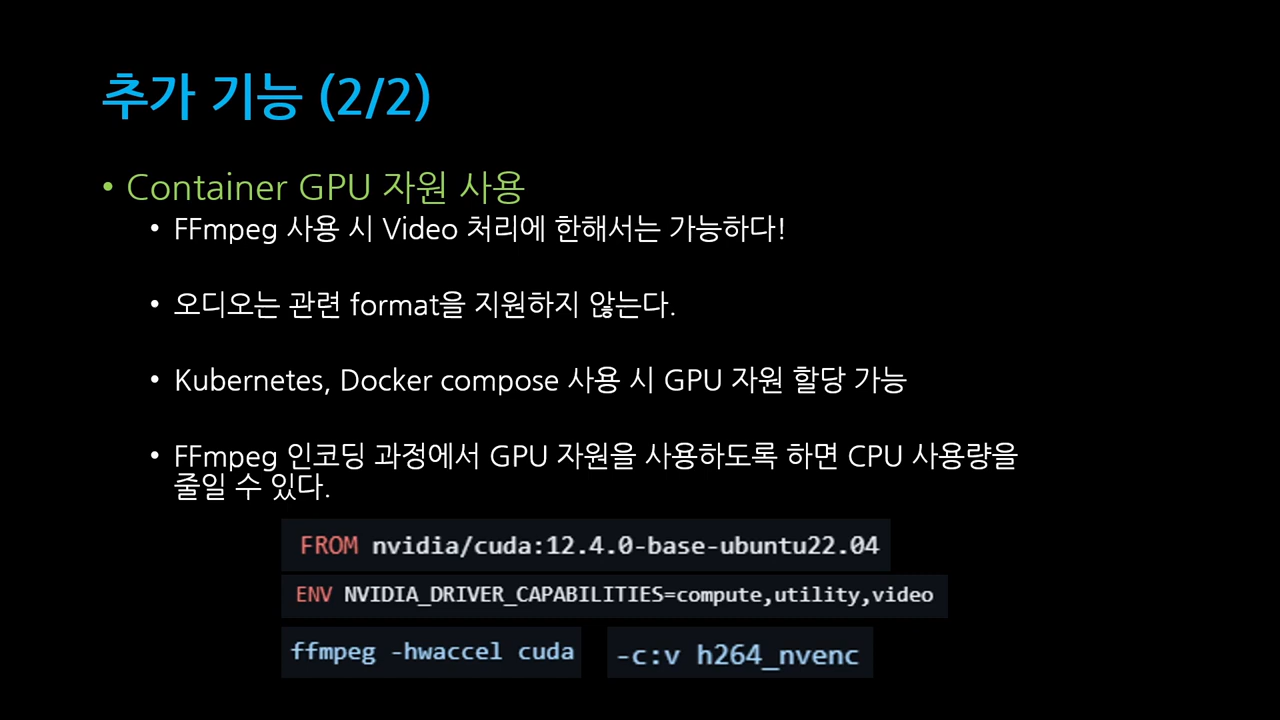 추가 기능 (2/2)
• Container GPU 자원 사용
• FFmpeg 사용 시 Video 처리에 한해서는 가능하다!
• 오디오는 관련 format을 지원하지 않는다.
• Kubernetes, Docker compose 사용 시 GPU 자원 할당 가능
• FFmpeg 인코딩 과정에서 GPU 자원을 사용하도록 하면 CPU 사용량을
줄일 수 있다.
FROM nvidia/cuda:12.4.0-base-ubuntu22.04
ENV NVIDIA_DRIVER_CAPABILITIES=compute,utility,video
ffmpeg -hwaccel cuda
-c:v h264_nvenc